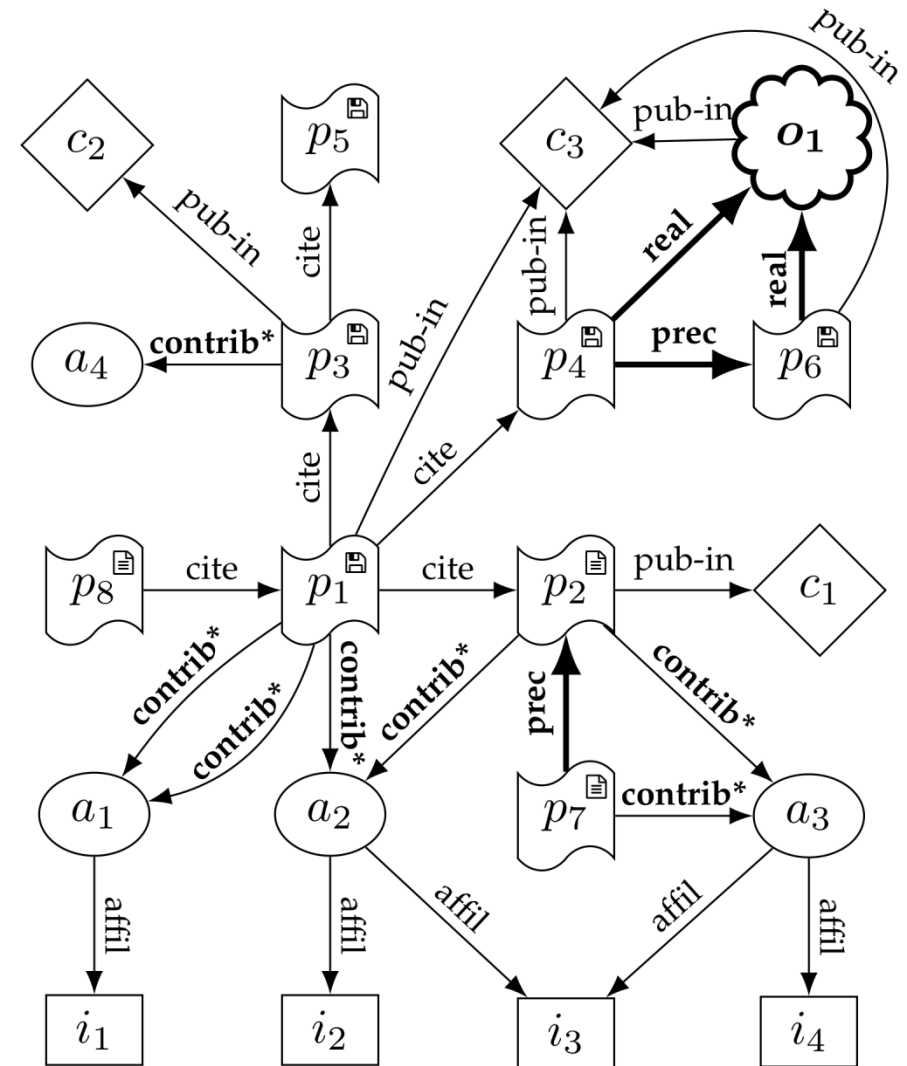 pub-in
c₂
p₅
c₃
pub-in
o₁
pub-in
cite
pub-in
real
real
pub-in
a₄
contrib*
p₃
p₄
prec
p₆
cite
cite
p₈
cite
p₁
cite
p₂
pub-in
c₁
contrib*
contrib*
contrib*
contrib*
prec
contrib*
a₁
a₂
p₇
contrib*
a₃
affil
affil
affil
affil
affil
i₁
i₂
i₃
i₄